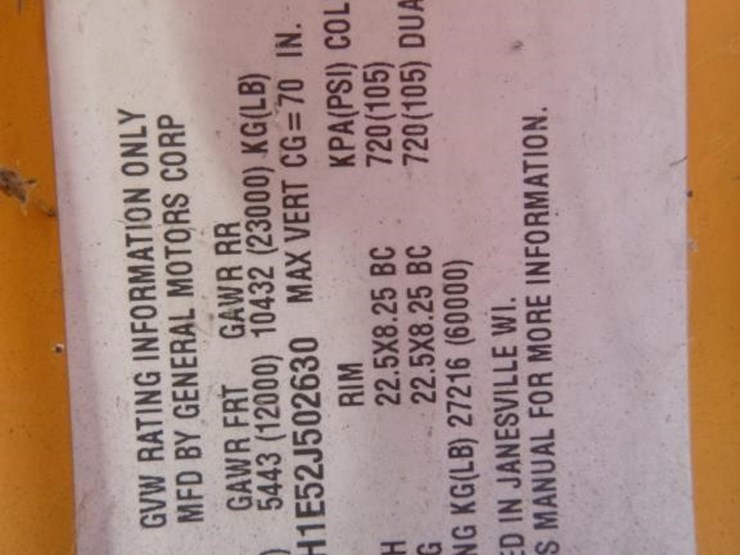 GVW RATING INFORMATION ONLY
MFD BY GENERAL MOTORS CORP
GAWR FRT GAWR RR
) 5443 (12000) 10432 (23000) KG(LB)
H1E52J502630 MAX VERT CG = 70 IN.
RIM KPA(PSI) COL
H 22.5X8.25 BC 720(105)
G 22.5X8.25 BC 720(105) DUA
NG KG(LB) 27216 (60000)
ED IN JANESVILLE WI.
S MANUAL FOR MORE INFORMATION.